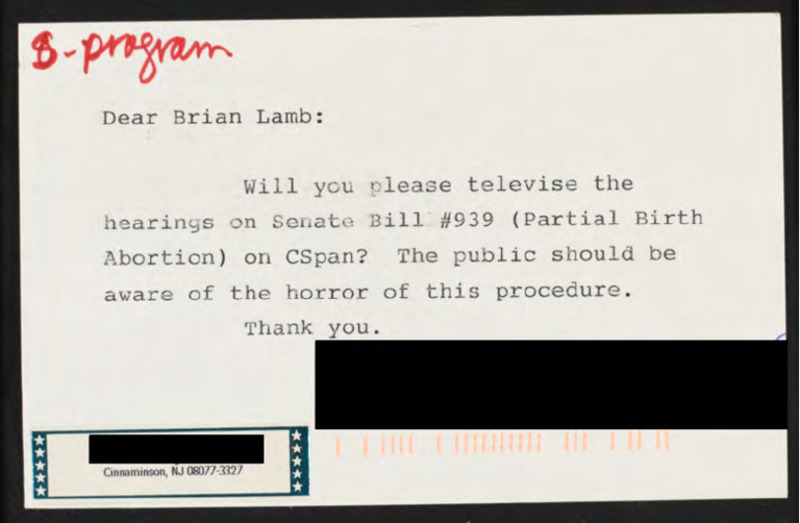 8-program
Dear Brian Lamb:
Will you please televise the
hearings on Senate Bill #939 (Partial Birth
Abortion) on CSpan? The public should be
aware of the horror of this procedure.
Thank you.
Cinnaminson, NJ 08077-3327